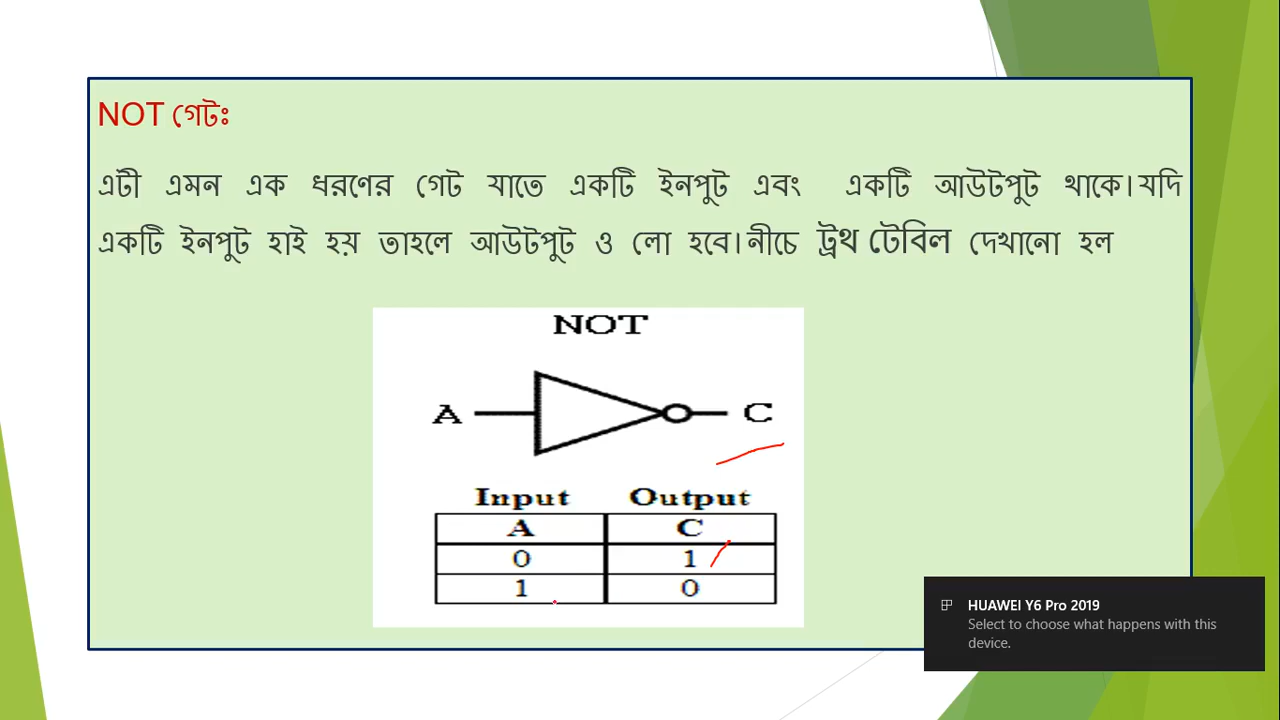 NOT গেটঃ
এটী এমন এক ধরণের গেট যাতে একটি ইনপুট এবং একটি আউটপুট থাকে।যদি
একটি ইনপুট হাই হয় তাহলে আউটপুট ও লো হবে।নীচে ট্রথ টেবিল দেখানো হল
NOT
A C
Input Output
A C
0 1
1 0
HUAWEI Y6 Pro 2019
Select to choose what happens with this
device.